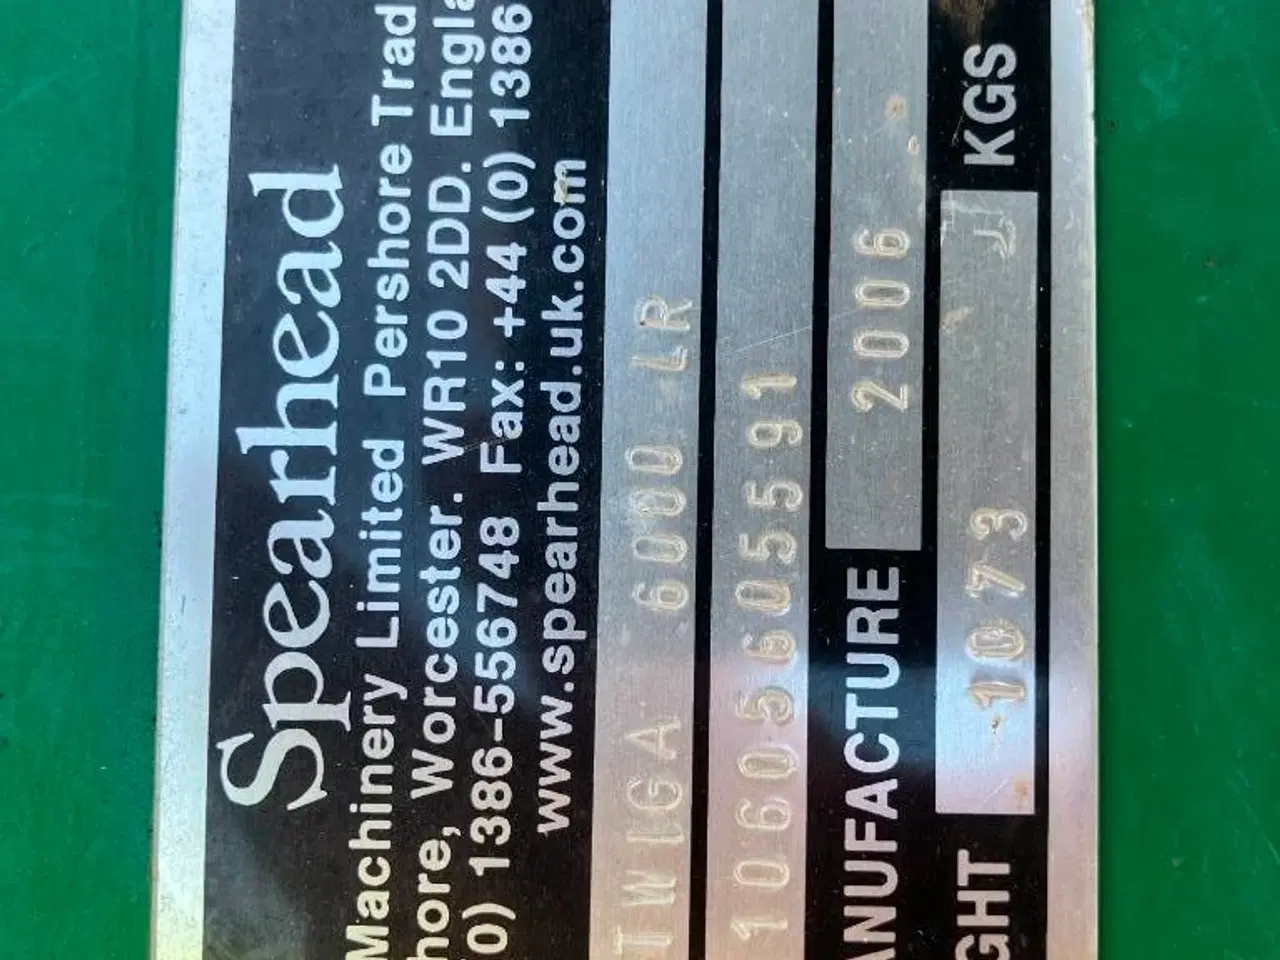 Spearhead
Machinery Limited Pershore Trad
hore, Worcester. WR10 2DD. Engla
0) 1386-556748 Fax: +44 (0) 1386
www.spearhead.uk.com
TWIGA 6000 LR
10605605591
ANUFACTURE 2006
GHT 1073 KGS